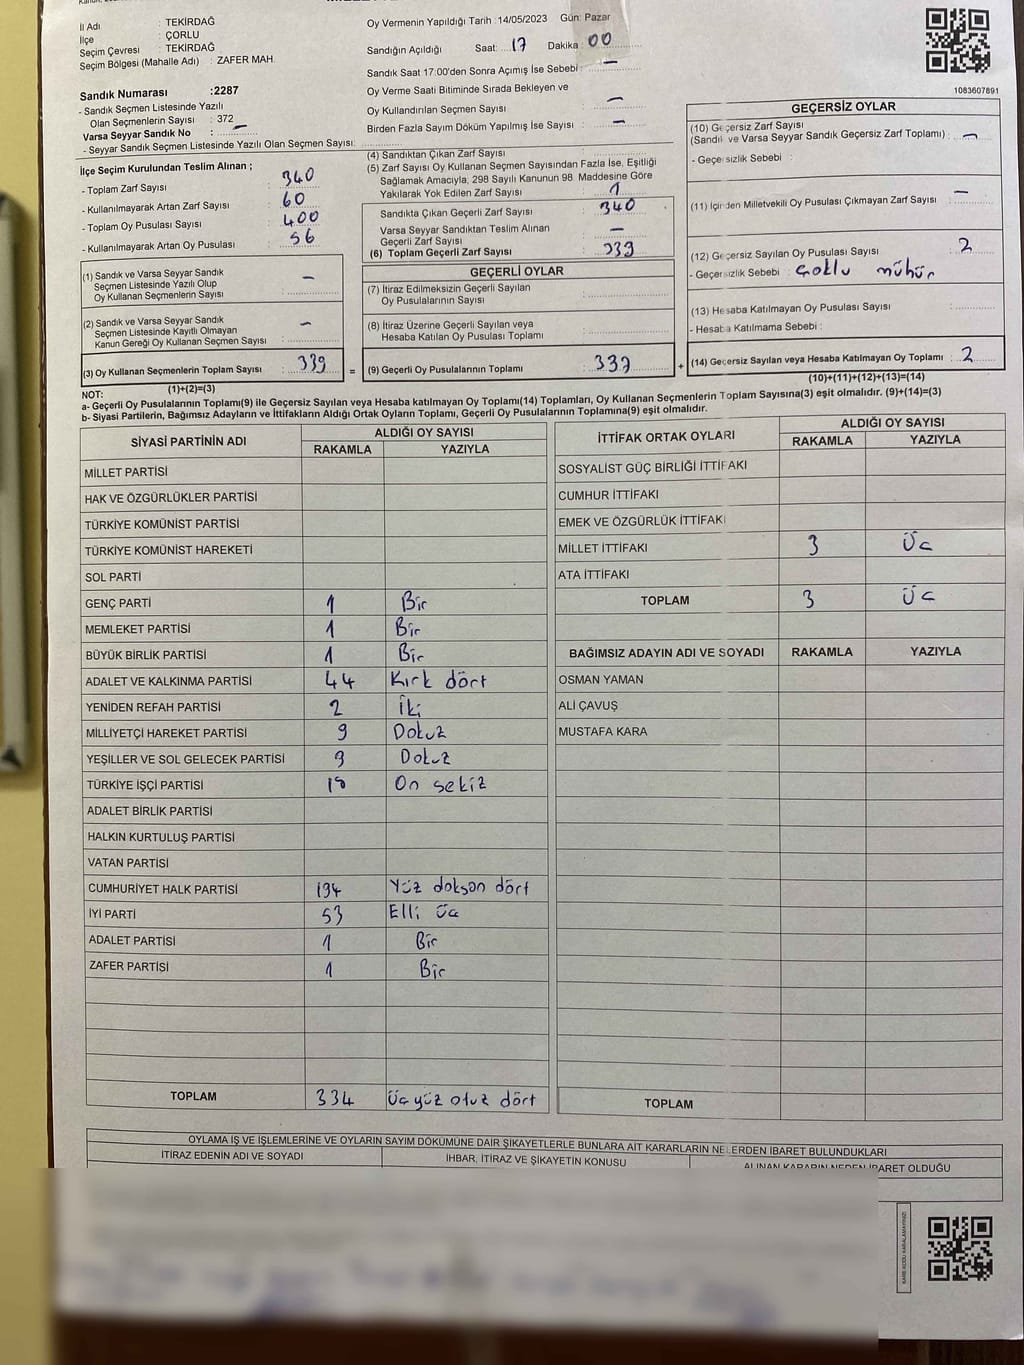 İl Adı : TEKİRDAĞ
İlçe : ÇORLU
Seçim Çevresi : TEKİRDAĞ
Seçim Bölgesi (Mahalle Adı) : ZAFER MAH.
Sandık Numarası :2287
- Sandık Seçmen Listesinde Yazılı
Olan Seçmenlerin Sayısı : 372
Varsa Seyyar Sandık No : —
- Seyyar Sandık Seçmen Listesinde Yazılı Olan Seçmen Sayısı:
Oy Vermenin Yapıldığı Tarih :14/05/2023 Gün: Pazar
Sandığın Açıldığı Saat: 17 Dakika: 00
Sandık Saat 17:00'den Sonra Açımış İse Sebebi: —
Oy Verme Saati Bitiminde Sırada Bekleyen ve
Oy Kullandırılan Seçmen Sayısı —
Birden Fazla Sayım Döküm Yapılmış İse Sayısı : —
1083607891
İlçe Seçim Kurulundan Teslim Alınan ;
- Toplam Zarf Sayısı : 340
- Kullanılmayarak Artan Zarf Sayısı : 60
- Toplam Oy Pusulası Sayısı : 400
- Kullanılmayarak Artan Oy Pusulası : 56
(4) Sandıktan Çıkan Zarf Sayısı
(5) Zarf Sayısı Oy Kullanan Seçmen Sayısından Fazla İse, Eşitliği
Sağlamak Amacıyla, 298 Sayılı Kanunun 98 Maddesine Göre
Yakılarak Yok Edilen Zarf Sayısı : 1
Sandıkta Çıkan Geçerli Zarf Sayısı : 340
Varsa Seyyar Sandıktan Teslim Alınan
Geçerli Zarf Sayısı : —
(6) Toplam Geçerli Zarf Sayısı : 339
GEÇERSİZ OYLAR
(10) Geçersiz Zarf Sayısı
(Sandık ve Varsa Seyyar Sandık Geçersiz Zarf Toplamı) : —
- Geçersizlik Sebebi :
(11) İçinden Milletvekili Oy Pusulası Çıkmayan Zarf Sayısı : —
(12) Geçersiz Sayılan Oy Pusulası Sayısı : 2
- Geçersizlik Sebebi : Çoklu mühür
(13) Hesaba Katılmayan Oy Pusulası Sayısı :
- Hesaba Katılmama Sebebi :
(14) Geçersiz Sayılan veya Hesaba Katılmayan Oy Toplamı : 2
(10)+(11)+(12)+(13)=(14)
(1) Sandık ve Varsa Seyyar Sandık
Seçmen Listesinde Yazılı Olup
Oy Kullanan Seçmenlerin Sayısı : —
(2) Sandık ve Varsa Seyyar Sandık
Seçmen Listesinde Kayıtlı Olmayan
Kanun Gereği Oy Kullanan Seçmen Sayısı : —
(3) Oy Kullanan Seçmenlerin Toplam Sayısı : 339
(1)+(2)=(3)
=
GEÇERLİ OYLAR
(7) İtiraz Edilmeksizin Geçerli Sayılan
Oy Pusulalarının Sayısı :
(8) İtiraz Üzerine Geçerli Sayılan veya
Hesaba Katılan Oy Pusulası Toplamı :
(9) Geçerli Oy Pusulalarının Toplamı : 337
+
NOT:
a- Geçerli Oy Pusulalarının Toplamı(9) ile Geçersiz Sayılan veya Hesaba katılmayan Oy Toplamı(14) Toplamları, Oy Kullanan Seçmenlerin Toplam Sayısına(3) eşit olmalıdır. (9)+(14)=(3)
b- Siyasi Partilerin, Bağımsız Adayların ve İttifakların Aldığı Ortak Oyların Toplamı, Geçerli Oy Pusulalarının Toplamına(9) eşit olmalıdır.
SİYASİ PARTİNİN ADI ALDIĞI OY SAYISI
RAKAMLA YAZIYLA
MİLLET PARTİSİ
HAK VE ÖZGÜRLÜKLER PARTİSİ
TÜRKİYE KOMÜNİST PARTİSİ
TÜRKİYE KOMÜNİST HAREKETİ
SOL PARTİ
GENÇ PARTİ 1 Bir
MEMLEKET PARTİSİ 1 Bir
BÜYÜK BİRLİK PARTİSİ 1 Bir
ADALET VE KALKINMA PARTİSİ 44 Kırk dört
YENİDEN REFAH PARTİSİ 2 İki
MİLLİYETÇİ HAREKET PARTİSİ 9 Dokuz
YEŞİLLER VE SOL GELECEK PARTİSİ 9 Dokuz
TÜRKİYE İŞÇİ PARTİSİ 18 On sekiz
ADALET BİRLİK PARTİSİ
HALKIN KURTULUŞ PARTİSİ
VATAN PARTİSİ
CUMHURİYET HALK PARTİSİ 194 Yüz doksan dört
İYİ PARTİ 53 Elli üç
ADALET PARTİSİ 1 Bir
ZAFER PARTİSİ 1 Bir
TOPLAM 334 Üç yüz otuz dört
İTTİFAK ORTAK OYLARI ALDIĞI OY SAYISI
RAKAMLA YAZIYLA
SOSYALİST GÜÇ BİRLİĞİ İTTİFAKI
CUMHUR İTTİFAKI
EMEK VE ÖZGÜRLÜK İTTİFAKI
MİLLET İTTİFAKI 3 Üç
ATA İTTİFAKI
TOPLAM 3 Üç
BAĞIMSIZ ADAYIN ADI VE SOYADI RAKAMLA YAZIYLA
OSMAN YAMAN
ALİ ÇAVUŞ
MUSTAFA KARA
TOPLAM
OYLAMA İŞ VE İŞLEMLERİNE VE OYLARIN SAYIM DÖKÜMÜNE DAİR ŞİKAYETLERLE BUNLARA AİT KARARLARIN NELERDEN İBARET BULUNDUKLARI
İTİRAZ EDENİN ADI VE SOYADI İHBAR, İTİRAZ VE ŞİKAYETİN KONUSU ALINAN KARARIN NEDEN İBARET OLDUĞU
KARE KODU KARALAMAYINIZ!